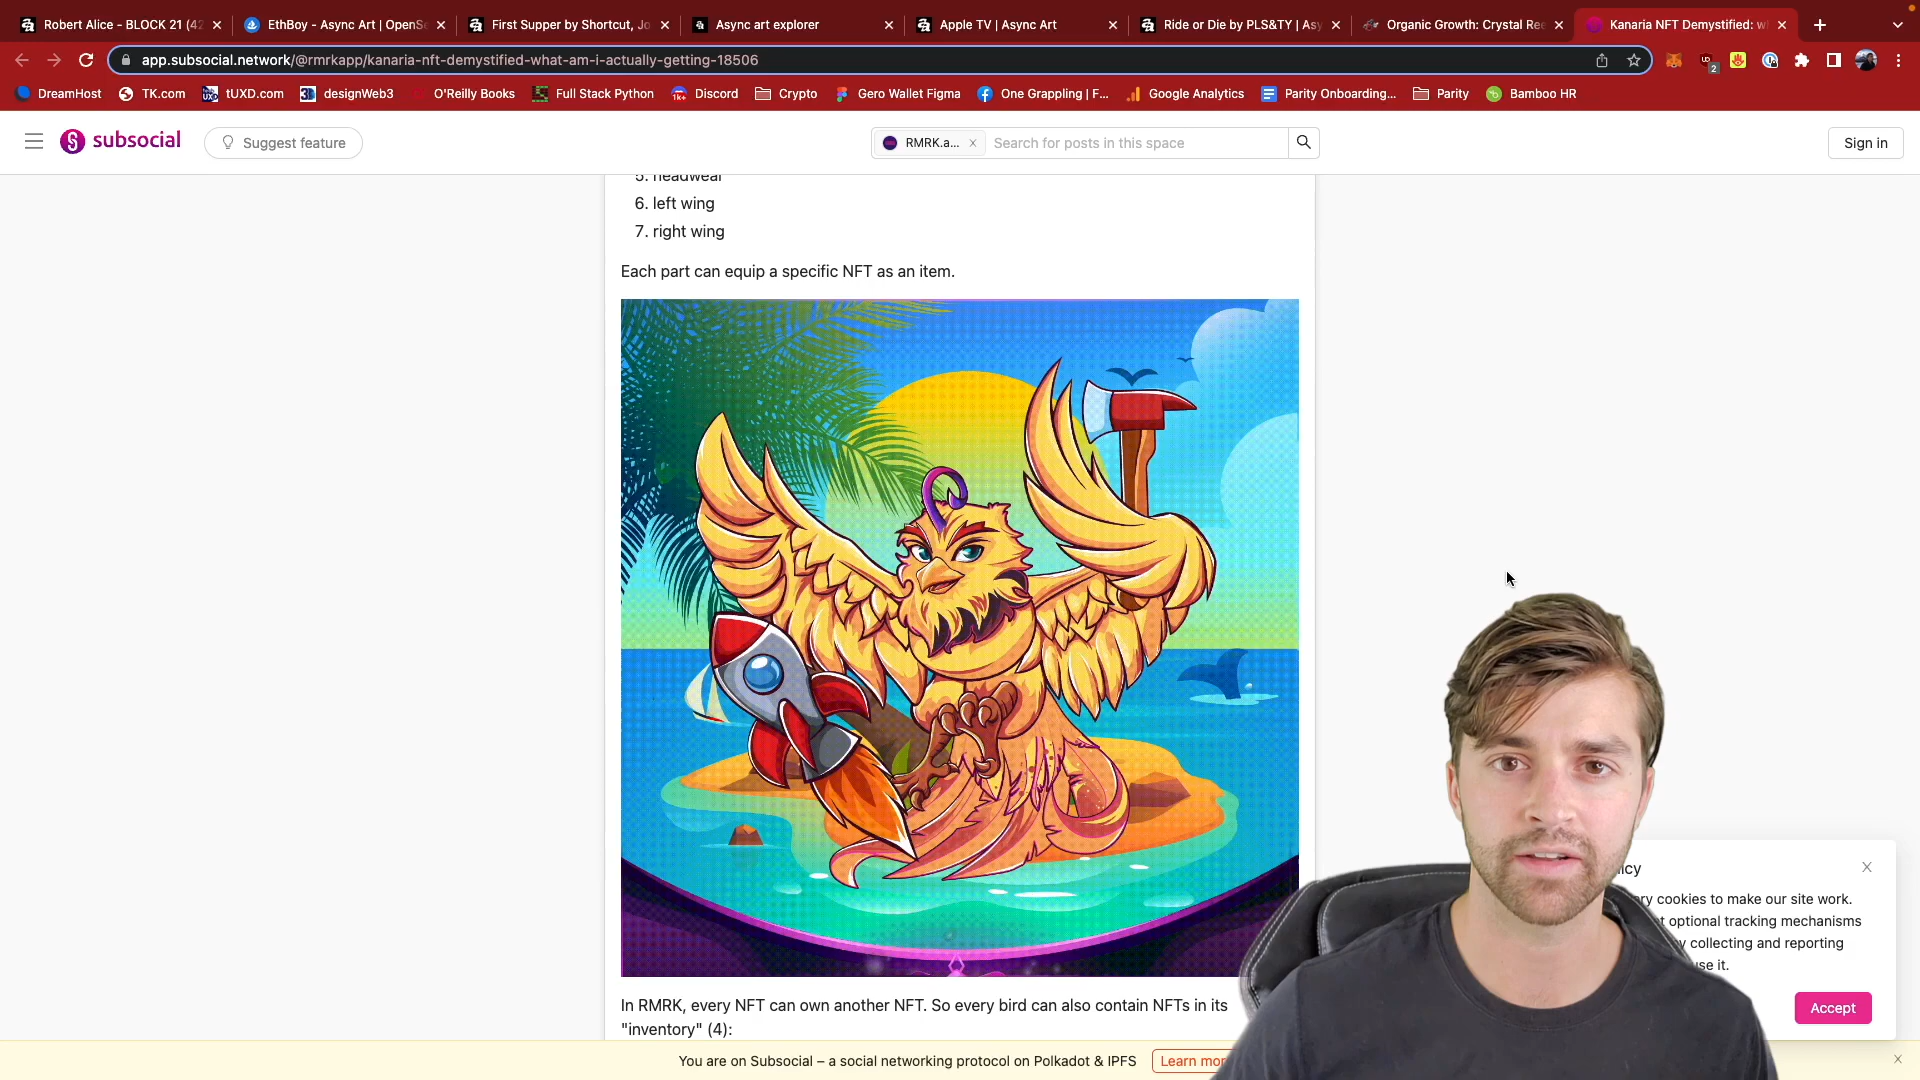 Robert Alice - BLOCK 21 (42
EthBoy - Async Art | OpenSe
First Supper by Shortcut, Jo
Async art explorer
Apple TV | Async Art
Ride or Die by PLS&TY | Asy
Organic Growth: Crystal Ree
Kanaria NFT Demystified: wh
app.subsocial.network/@rmrkapp/kanaria-nft-demystified-what-am-i-actually-getting-18506
2
DreamHost
TK.com
tUXD.com
designWeb3
O'Reilly Books
Full Stack Python
Discord
Crypto
Gero Wallet Figma
One Grappling | F...
Google Analytics
Parity Onboarding...
Parity
Bamboo HR
subsocial
Suggest feature
RMRK.a...
Search for posts in this space
Sign in
5. headwear
6. left wing
7. right wing
Each part can equip a specific NFT as an item.
In RMRK, every NFT can own another NFT. So every bird can also contain NFTs in its
"inventory" (4):
cookies to make our site work.
optional tracking mechanisms
collecting and reporting
use it.
Accept
You are on Subsocial – a social networking protocol on Polkadot & IPFS
Learn mor